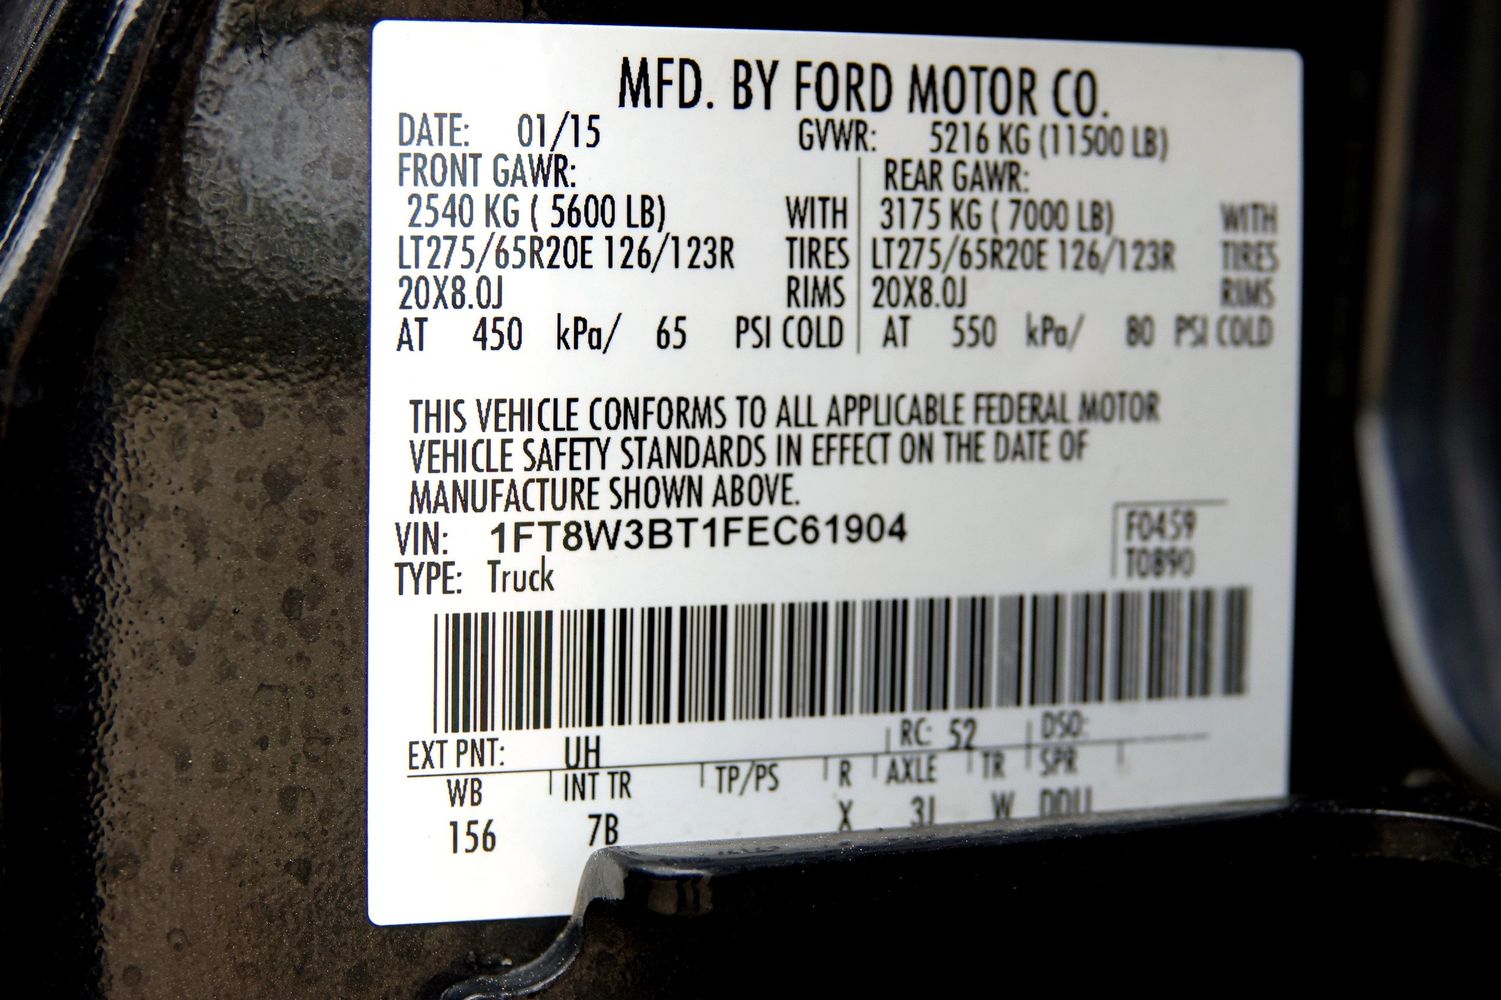 MFD. BY FORD MOTOR CO.
DATE: 01/15 GVWR: 5216 KG (11500 LB)
FRONT GAWR: REAR GAWR:
2540 KG ( 5600 LB) WITH 3175 KG ( 7000 LB) WITH
LT275/65R20E 126/123R TIRES LT275/65R20E 126/123R TIRES
20X8.0J RIMS 20X8.0J RIMS
AT 450 kPa/ 65 PSI COLD AT 550 kPa/ 80 PSI COLD
THIS VEHICLE CONFORMS TO ALL APPLICABLE FEDERAL MOTOR
VEHICLE SAFETY STANDARDS IN EFFECT ON THE DATE OF
MANUFACTURE SHOWN ABOVE.
VIN: 1FT8W3BT1FEC61904 F0459
TYPE: Truck T0890
EXT PNT: UH RC: 52 DSO:
WB INT TR TP/PS R AXLE TR SPR
156 7B X 3J W